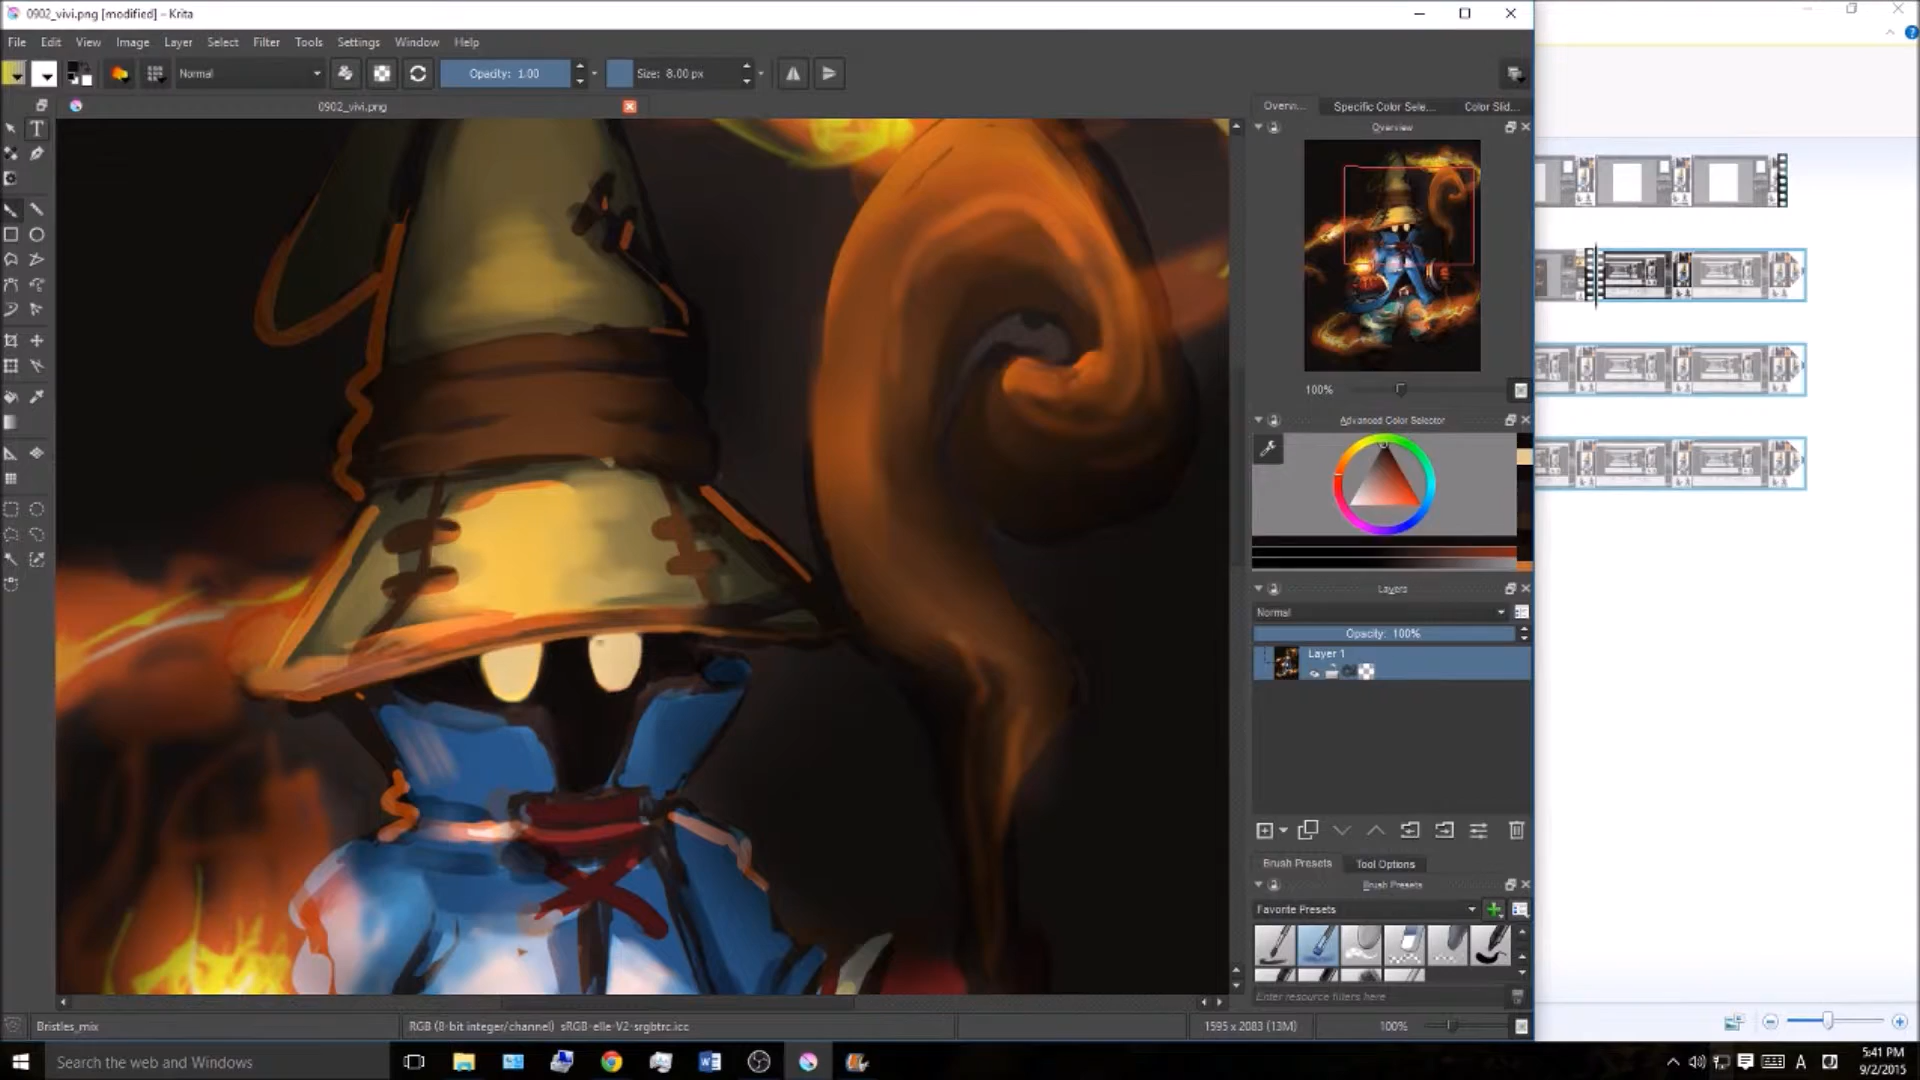 0902_vivi.png [modified] – Krita
File Edit View Image Layer Select Filter Tools Settings Window Help
Normal Opacity: 1.00 Size: 8.00 px
0902_vivi.png
Overvi... Specific Color Sele... Color Slid...
Overview
100%
Advanced Color Selector
Layers
Normal
Opacity: 100%
Layer 1
Brush Presets Tool Options
Brush Presets
Favorite Presets
Enter resource filters here
Bristles_mix RGB (8-bit integer/channel) sRGB-elle-V2-srgbtrc.icc 1595 x 2083 (13M) 100%
Search the web and Windows
A
5:41 PM
9/2/2015